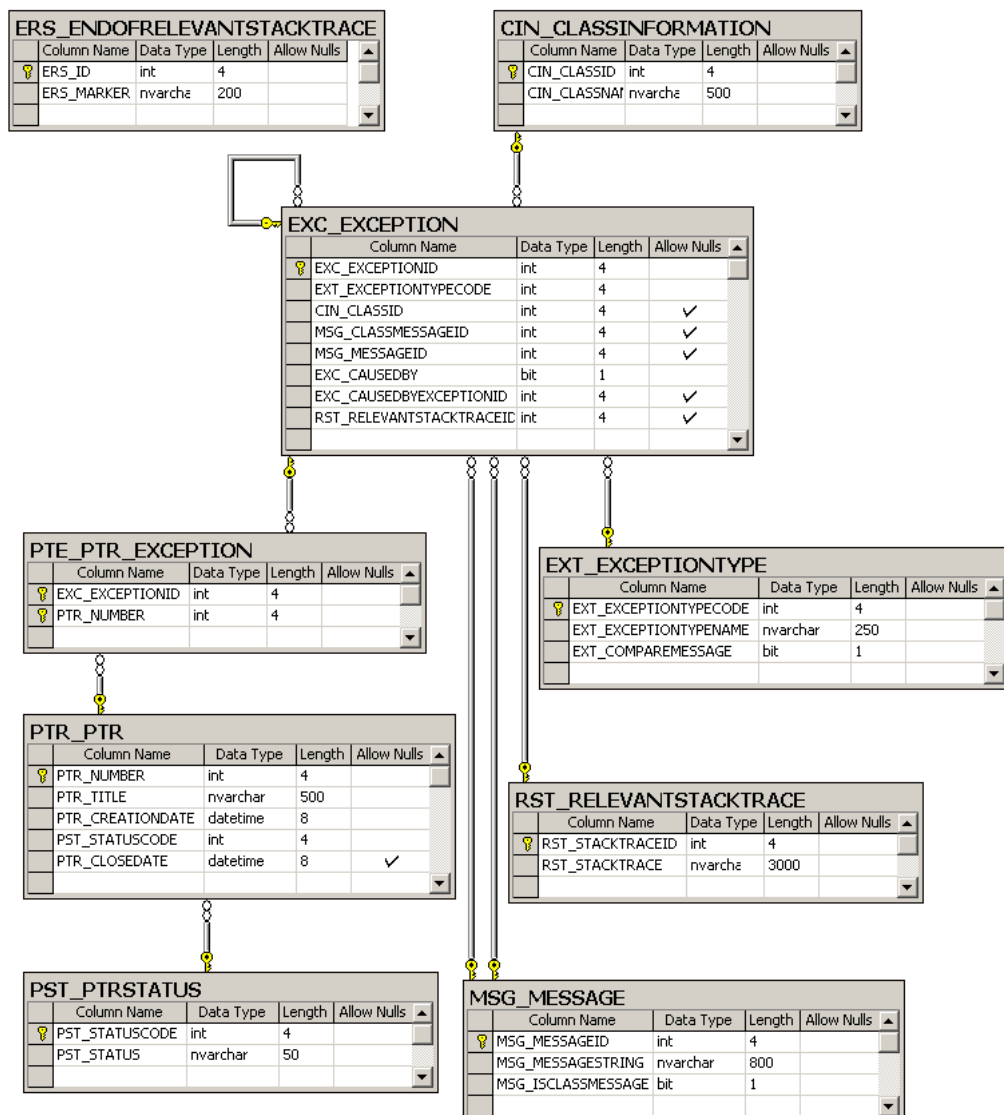 ERS_ENDOFRELEVANTSTACKTRACE
Column Name Data Type Length Allow Nulls
ERS_ID int 4
ERS_MARKER nvarcha 200
CIN_CLASSINFORMATION
Column Name Data Type Length Allow Nulls
CIN_CLASSID int 4
CIN_CLASSNAM nvarcha 500
EXC_EXCEPTION
Column Name Data Type Length Allow Nulls
EXC_EXCEPTIONID int 4
EXT_EXCEPTIONTYPECODE int 4
CIN_CLASSID int 4 ✓
MSG_CLASSMESSAGEID int 4 ✓
MSG_MESSAGEID int 4 ✓
EXC_CAUSEDBY bit 1
EXC_CAUSEDBYEXCEPTIONID int 4 ✓
RST_RELEVANTSTACKTRACEID int 4 ✓
PTE_PTR_EXCEPTION
Column Name Data Type Length Allow Nulls
EXC_EXCEPTIONID int 4
PTR_NUMBER int 4
EXT_EXCEPTIONTYPE
Column Name Data Type Length Allow Nulls
EXT_EXCEPTIONTYPECODE int 4
EXT_EXCEPTIONTYPENAME nvarchar 250
EXT_COMPAREMESSAGE bit 1
PTR_PTR
Column Name Data Type Length Allow Nulls
PTR_NUMBER int 4
PTR_TITLE nvarchar 500
PTR_CREATIONDATE datetime 8
PST_STATUSCODE int 4
PTR_CLOSEDATE datetime 8 ✓
RST_RELEVANTSTACKTRACE
Column Name Data Type Length Allow Nulls
RST_STACKTRACEID int 4
RST_STACKTRACE nvarcha 3000
PST_PTRSTATUS
Column Name Data Type Length Allow Nulls
PST_STATUSCODE int 4
PST_STATUS nvarchar 50
MSG_MESSAGE
Column Name Data Type Length Allow Nulls
MSG_MESSAGEID int 4
MSG_MESSAGESTRING nvarchar 800
MSG_ISCLASSMESSAGE bit 1